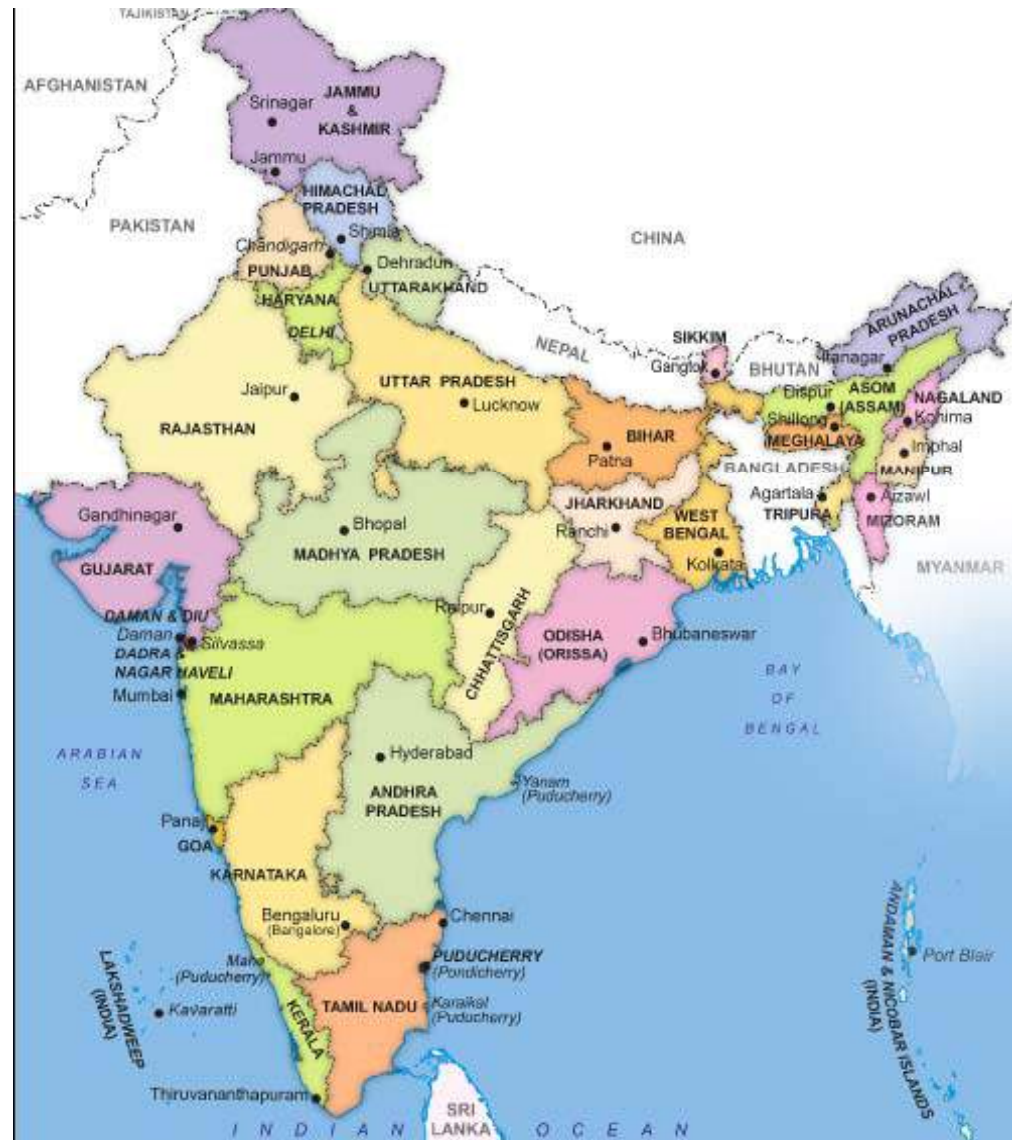 TAJIKISTAN
AFGHANISTAN
JAMMU
&
KASHMIR
Srinagar
Jammu
HIMACHAD
PRADESH
PAKISTAN
Shimla
CHINA
Chandigarh
PUNJAB
Dehradun
UTTARAKHAND
HARYANA
DELHI
ARUNACHAL
PRADESH
SIKKIM
NEPAL
Gangtok
BHUTAN
Itanagar
UTTAR PRADESH
Jaipur
Lucknow
Dispur
ASOM
(ASSAM)
NAGALAND
Kohima
RAJASTHAN
BIHAR
Patna
Shillong
MEGHALAYA
Imphal
MANIPUR
BANGLADESH
JHARKHAND
Agartala
TRIPURA
Aizawl
MIZORAM
Gandhinagar
Bhopal
MADHYA PRADESH
Ranchi
WEST
BENGAL
Kolkata
MYANMAR
GUJARAT
DAMAN & DIU
Daman
Silvassa
DADRA &
NAGAR HAVELI
Mumbai
Raipur
CHHATTISGARH
ODISHA
(ORISSA)
Bhubaneswar
MAHARASHTRA
BAY
OF
BENGAL
ARABIAN
SEA
Hyderabad
ANDHRA
PRADESH
Yanam
(Puducherry)
Panaji
GOA
KARNATAKA
Bengaluru
(Bangalore)
Chennai
Mahe
(Puducherry)
PUDUCHERRY
(Pondicherry)
LAKSHADWEEP
(INDIA)
Kavaratti
KERALA
TAMIL NADU
Karaikal
(Puducherry)
ANDAMAN & NICOBAR ISLANDS
(INDIA)
Port Blair
Thiruvananthapuram
SRI
LANKA
INDIAN OCEAN